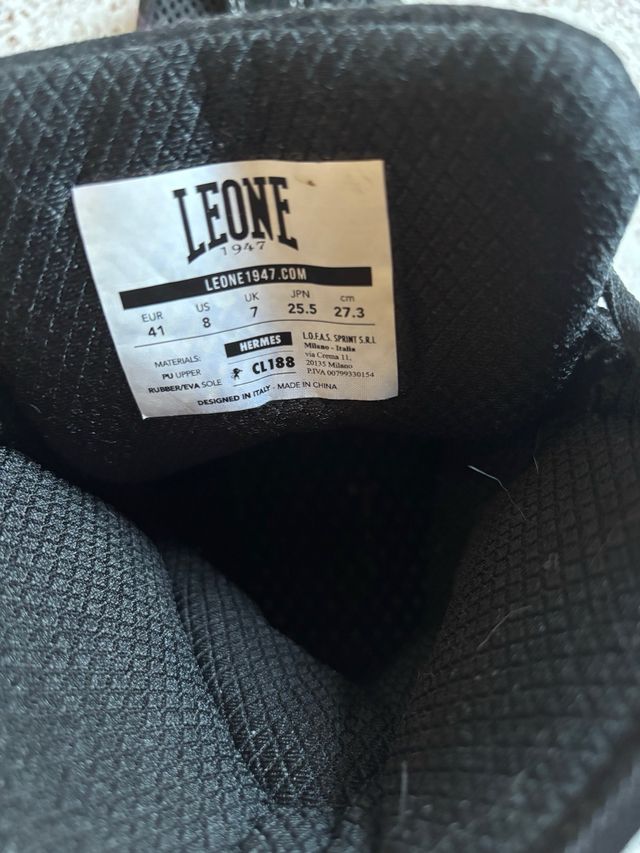 LEONE
1947
LEONE1947.COM
EUR US UK JPN cm
41 8 7 25.5 27.3
MATERIALS:
PU UPPER
RUBBER/EVA SOLE
HERMES
CL188
L.O.F.A.S. SPRINT S.R.L
Milano - Italia
via Crema 11,
20135 Milano
P.IVA 00799330154
DESIGNED IN ITALY - MADE IN CHINA